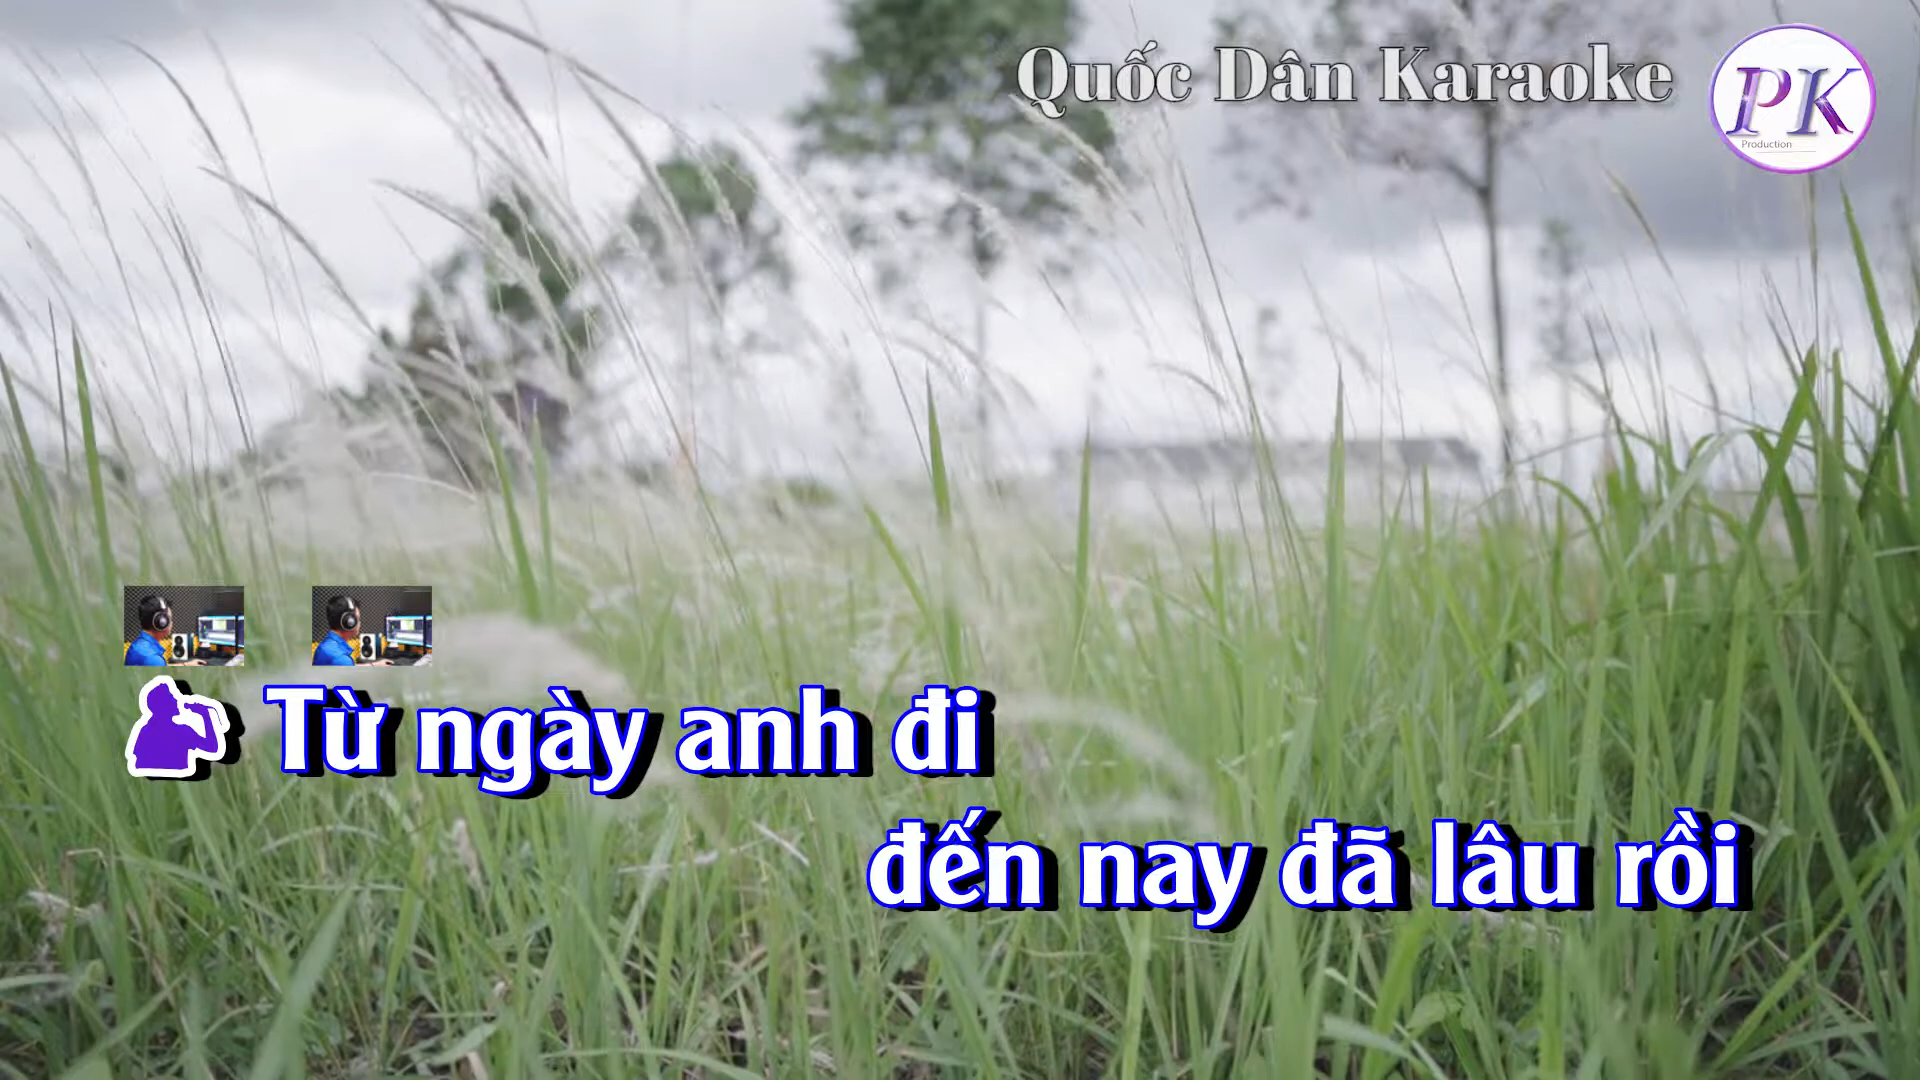 Quốc Dân Karaoke
PK
Production
Từ ngày anh đi
đến nay đã lâu rồi